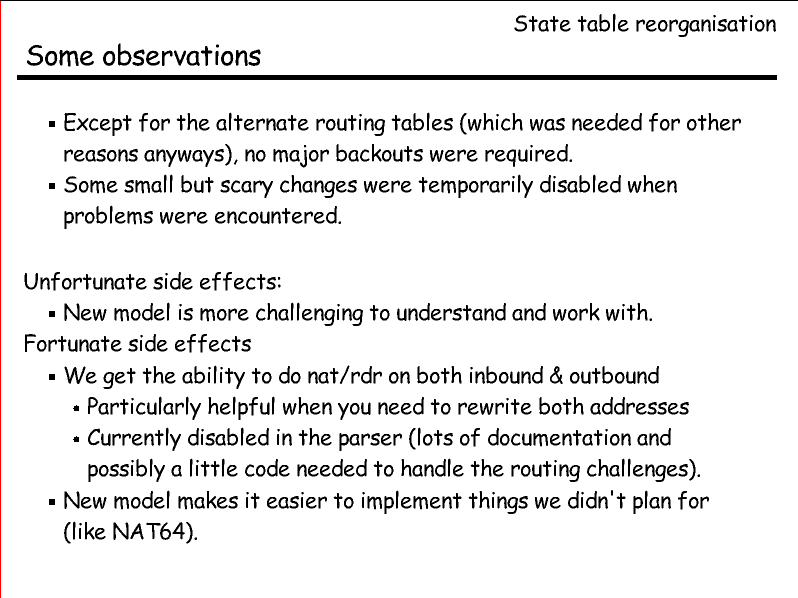 State table reorganisation
Some observations
▪ Except for the alternate routing tables (which was needed for other
reasons anyways), no major backouts were required.
▪ Some small but scary changes were temporarily disabled when
problems were encountered.
Unfortunate side effects:
▪ New model is more challenging to understand and work with.
Fortunate side effects
▪ We get the ability to do nat/rdr on both inbound & outbound
▪ Particularly helpful when you need to rewrite both addresses
▪ Currently disabled in the parser (lots of documentation and
possibly a little code needed to handle the routing challenges).
▪ New model makes it easier to implement things we didn't plan for
(like NAT64).